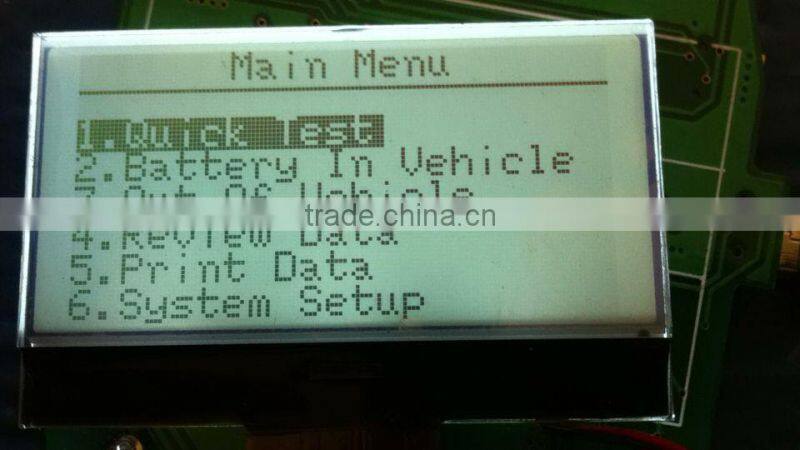 Main Menu
1.Quick Test
2.Battery In Vehicle
3.Out Of Vehicle
trade.china.cn
4.Review Data
5.Print Data
6.System Setup